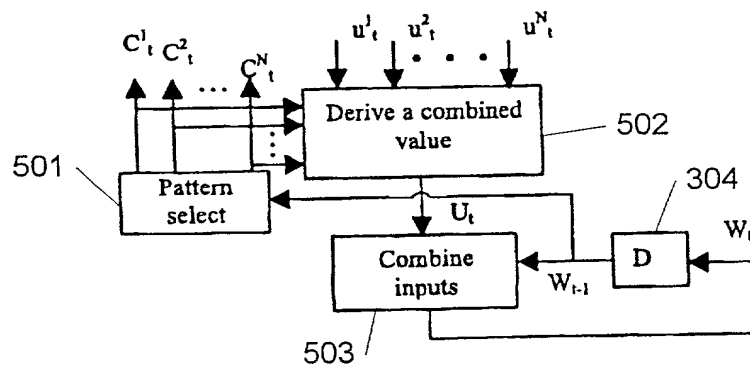 C¹ₜ C²ₜ ... Cᴺₜ
u¹ₜ u²ₜ • • • uᴺₜ
Derive a combined
value
502
501
Pattern
select
304
Uₜ
Wₜ
D
Combine
inputs
Wₜ₋₁
503